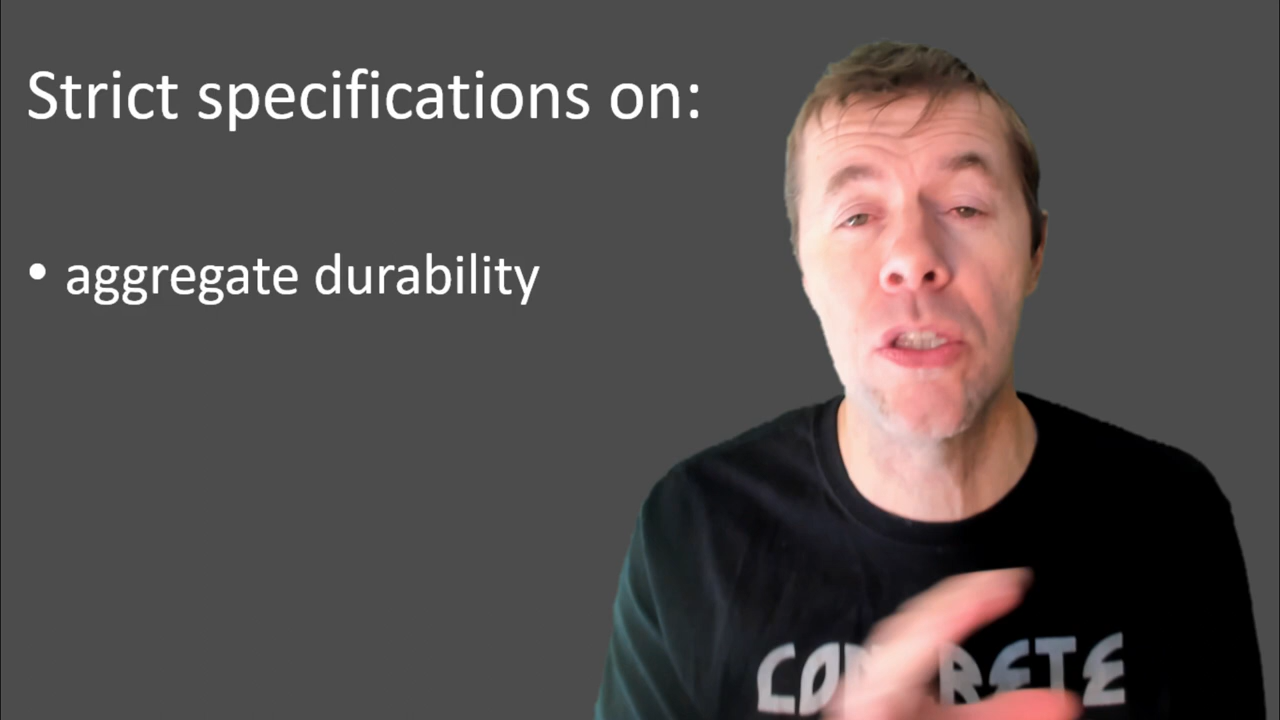 Strict specifications on:
• aggregate durability